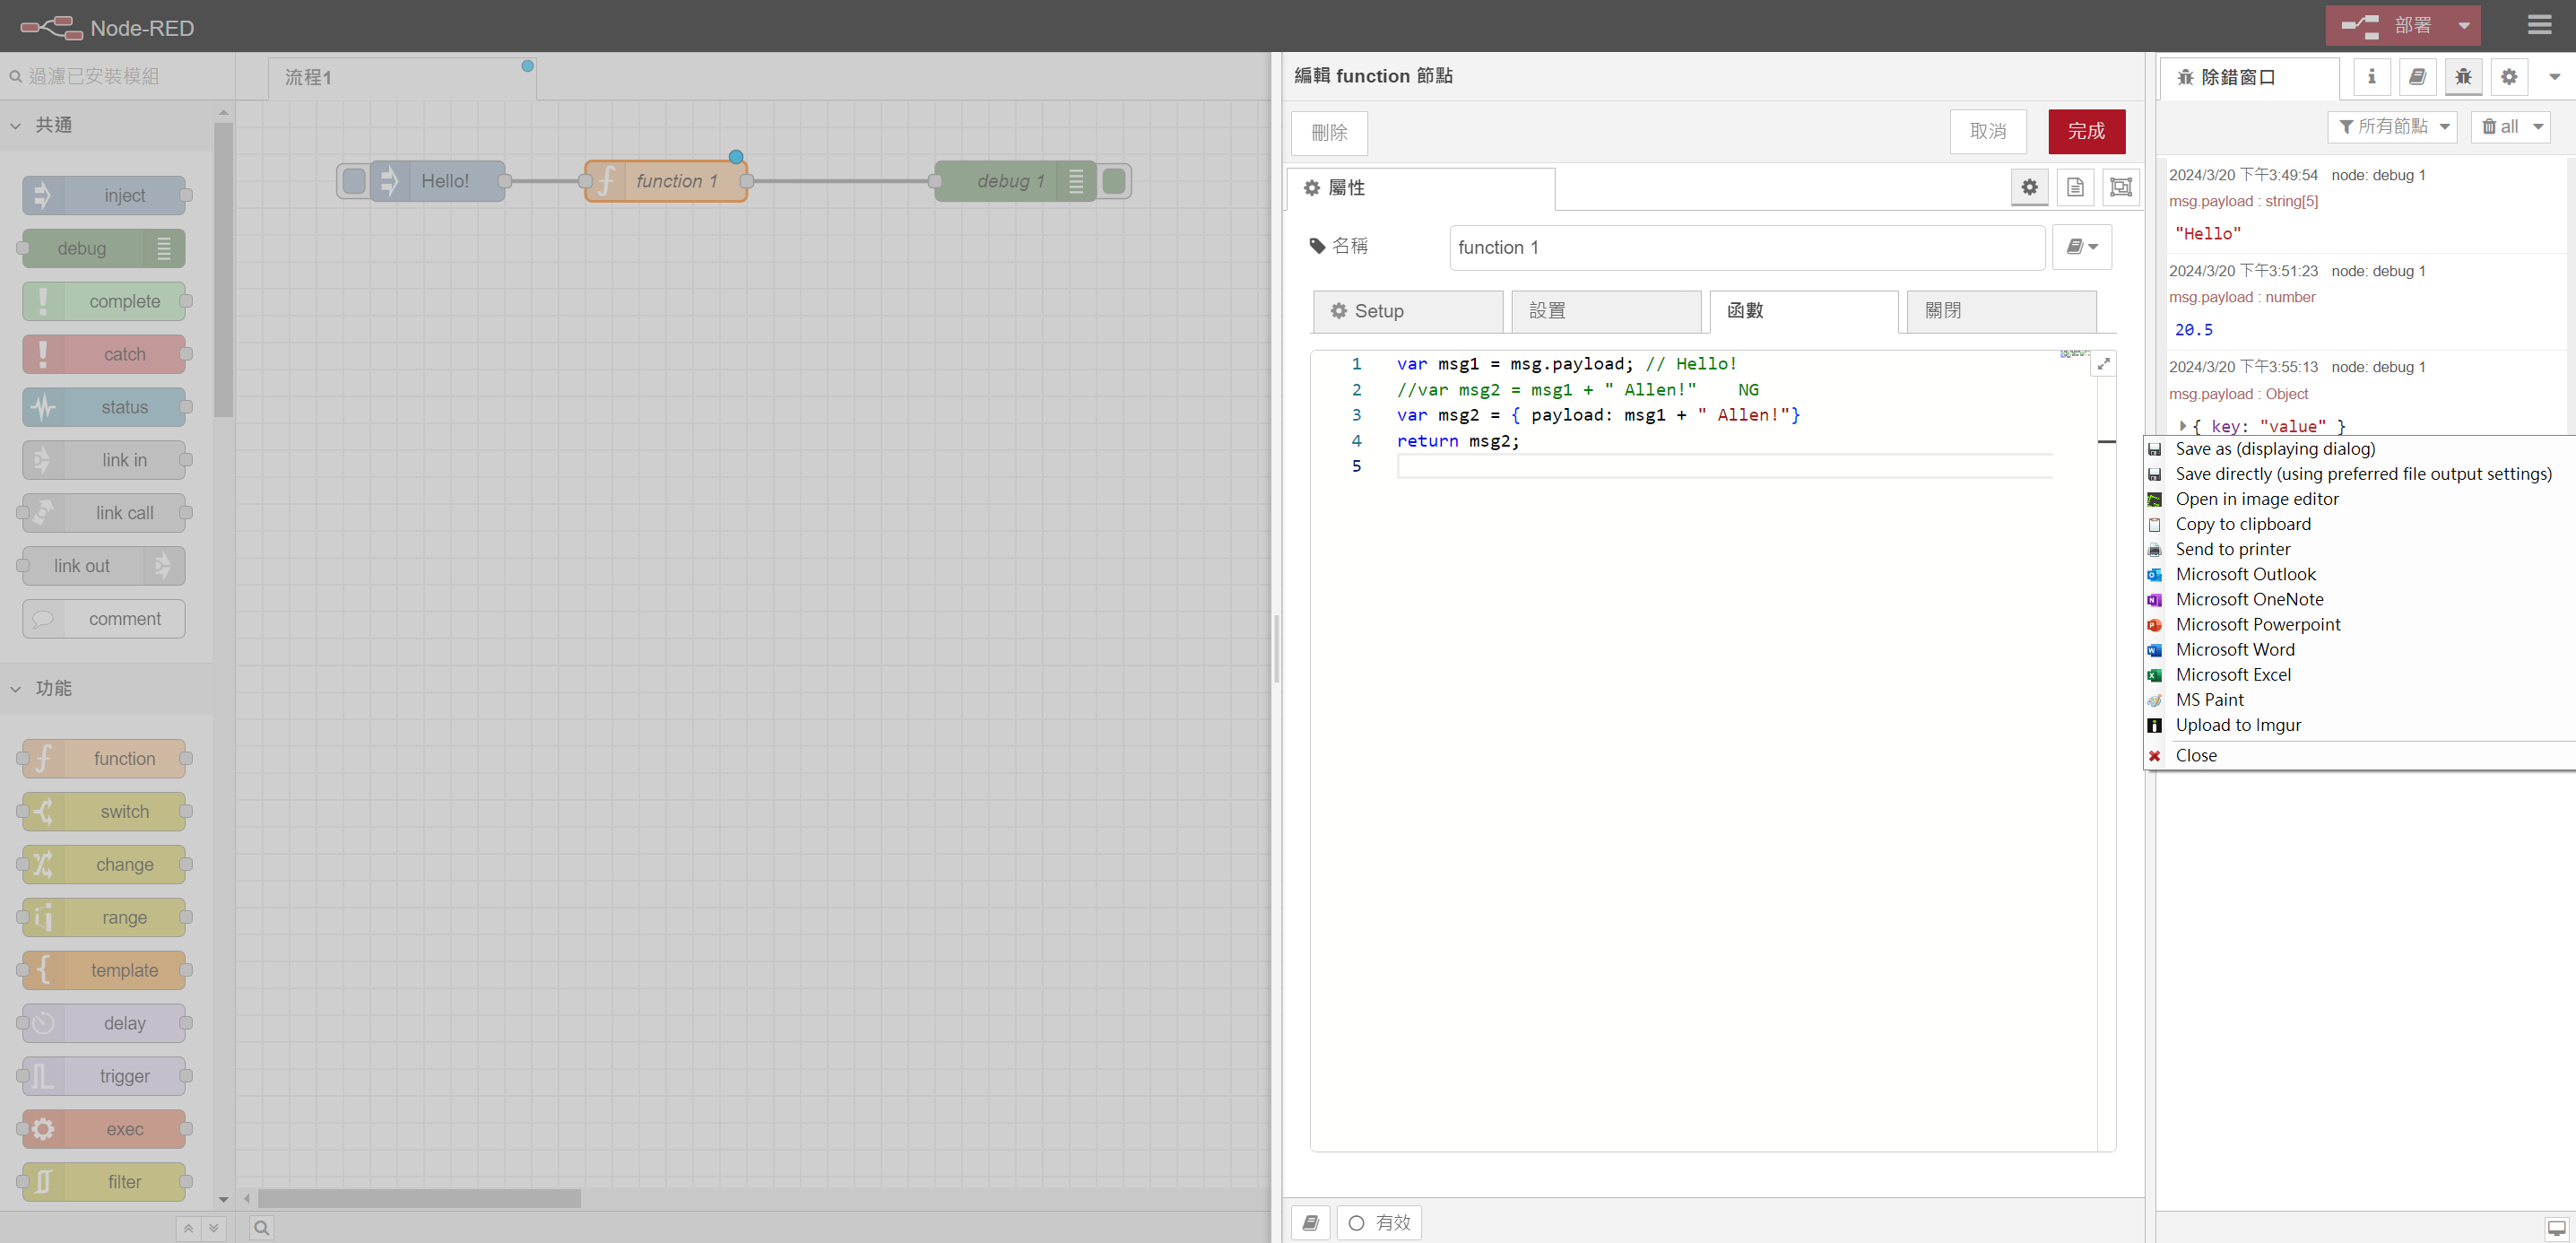 Node-RED
部署
過濾已安裝模組
共通
inject
debug
complete
catch
status
link in
link call
link out
comment
功能
function
switch
change
range
template
delay
trigger
exec
filter
流程1
Hello!
function 1
debug 1
編輯 function 節點
刪除
取消
完成
屬性
名稱
function 1
Setup
設置
函數
關閉
1 var msg1 = msg.payload; // Hello!
2 //var msg2 = msg1 + " Allen!"    NG
3 var msg2 = { payload: msg1 + " Allen!"}
4 return msg2;
5
有效
除錯窗口
所有節點
all
2024/3/20 下午3:49:54 node: debug 1
msg.payload : string[5]
"Hello"
2024/3/20 下午3:51:23 node: debug 1
msg.payload : number
20.5
2024/3/20 下午3:55:13 node: debug 1
msg.payload : Object
{ key: "value" }
Save as (displaying dialog)
Save directly (using preferred file output settings)
Open in image editor
Copy to clipboard
Send to printer
Microsoft Outlook
Microsoft OneNote
Microsoft Powerpoint
Microsoft Word
Microsoft Excel
MS Paint
Upload to Imgur
Close